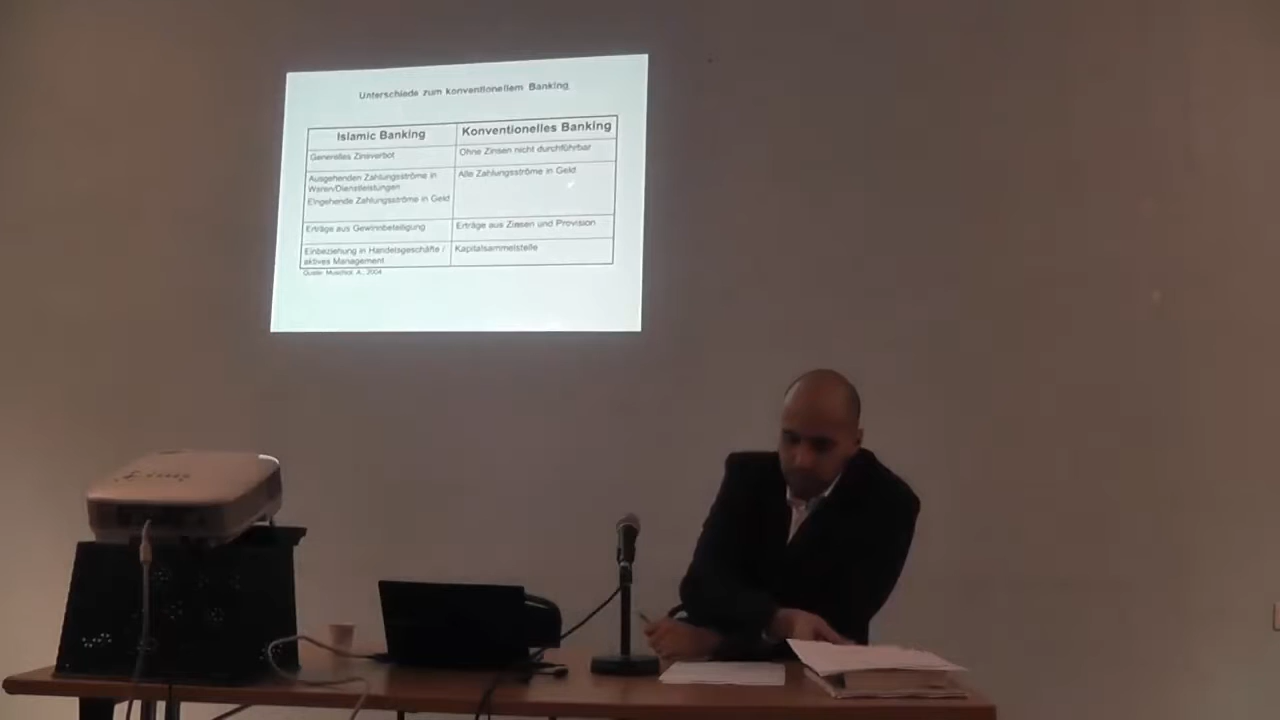 Unterschiede zum konventionellem Banking
Islamic Banking
Konventionelles Banking
Generelles Zinsverbot
Ohne Zinsen nicht durchführbar
Ausgehenden Zahlungsströme in
Waren/Dienstleistungen
Eingehende Zahlungsströme in Geld
Alle Zahlungsströme in Geld
Erträge aus Gewinnbeteiligung
Erträge aus Zinsen und Provision
Einbeziehung in Handelsgeschäfte /
aktives Management
Kapitalsammelstelle
Quelle: A., 2004